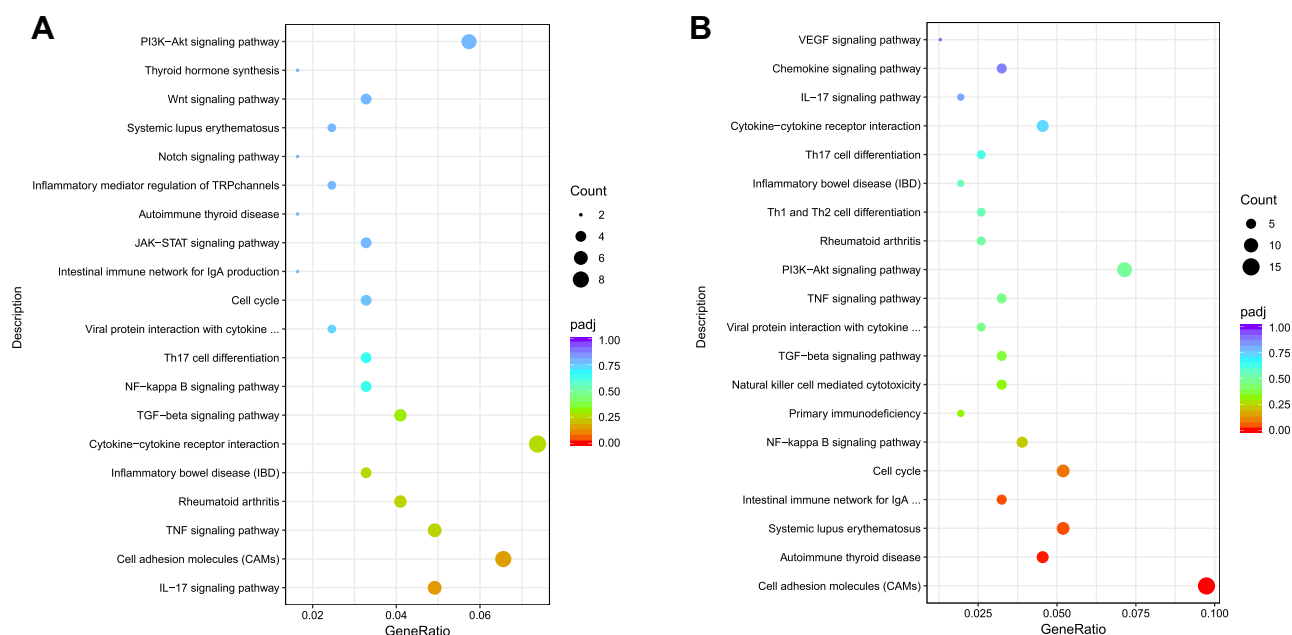 A
PI3K−Akt signaling pathway
Thyroid hormone synthesis
Wnt signaling pathway
Systemic lupus erythematosus
Notch signaling pathway
Inflammatory mediator regulation of TRPchannels
Autoimmune thyroid disease
JAK−STAT signaling pathway
Intestinal immune network for IgA production
Cell cycle
Viral protein interaction with cytokine ...
Th17 cell differentiation
NF−kappa B signaling pathway
TGF−beta signaling pathway
Cytokine−cytokine receptor interaction
Inflammatory bowel disease (IBD)
Rheumatoid arthritis
TNF signaling pathway
Cell adhesion molecules (CAMs)
IL−17 signaling pathway
Description
0.02 0.04 0.06
GeneRatio
Count
2
4
6
8
padj
1.00
0.75
0.50
0.25
0.00
B
VEGF signaling pathway
Chemokine signaling pathway
IL−17 signaling pathway
Cytokine−cytokine receptor interaction
Th17 cell differentiation
Inflammatory bowel disease (IBD)
Th1 and Th2 cell differentiation
Rheumatoid arthritis
PI3K−Akt signaling pathway
TNF signaling pathway
Viral protein interaction with cytokine ...
TGF−beta signaling pathway
Natural killer cell mediated cytotoxicity
Primary immunodeficiency
NF−kappa B signaling pathway
Cell cycle
Intestinal immune network for IgA ...
Systemic lupus erythematosus
Autoimmune thyroid disease
Cell adhesion molecules (CAMs)
Description
0.025 0.050 0.075 0.100
GeneRatio
Count
5
10
15
padj
1.00
0.75
0.50
0.25
0.00